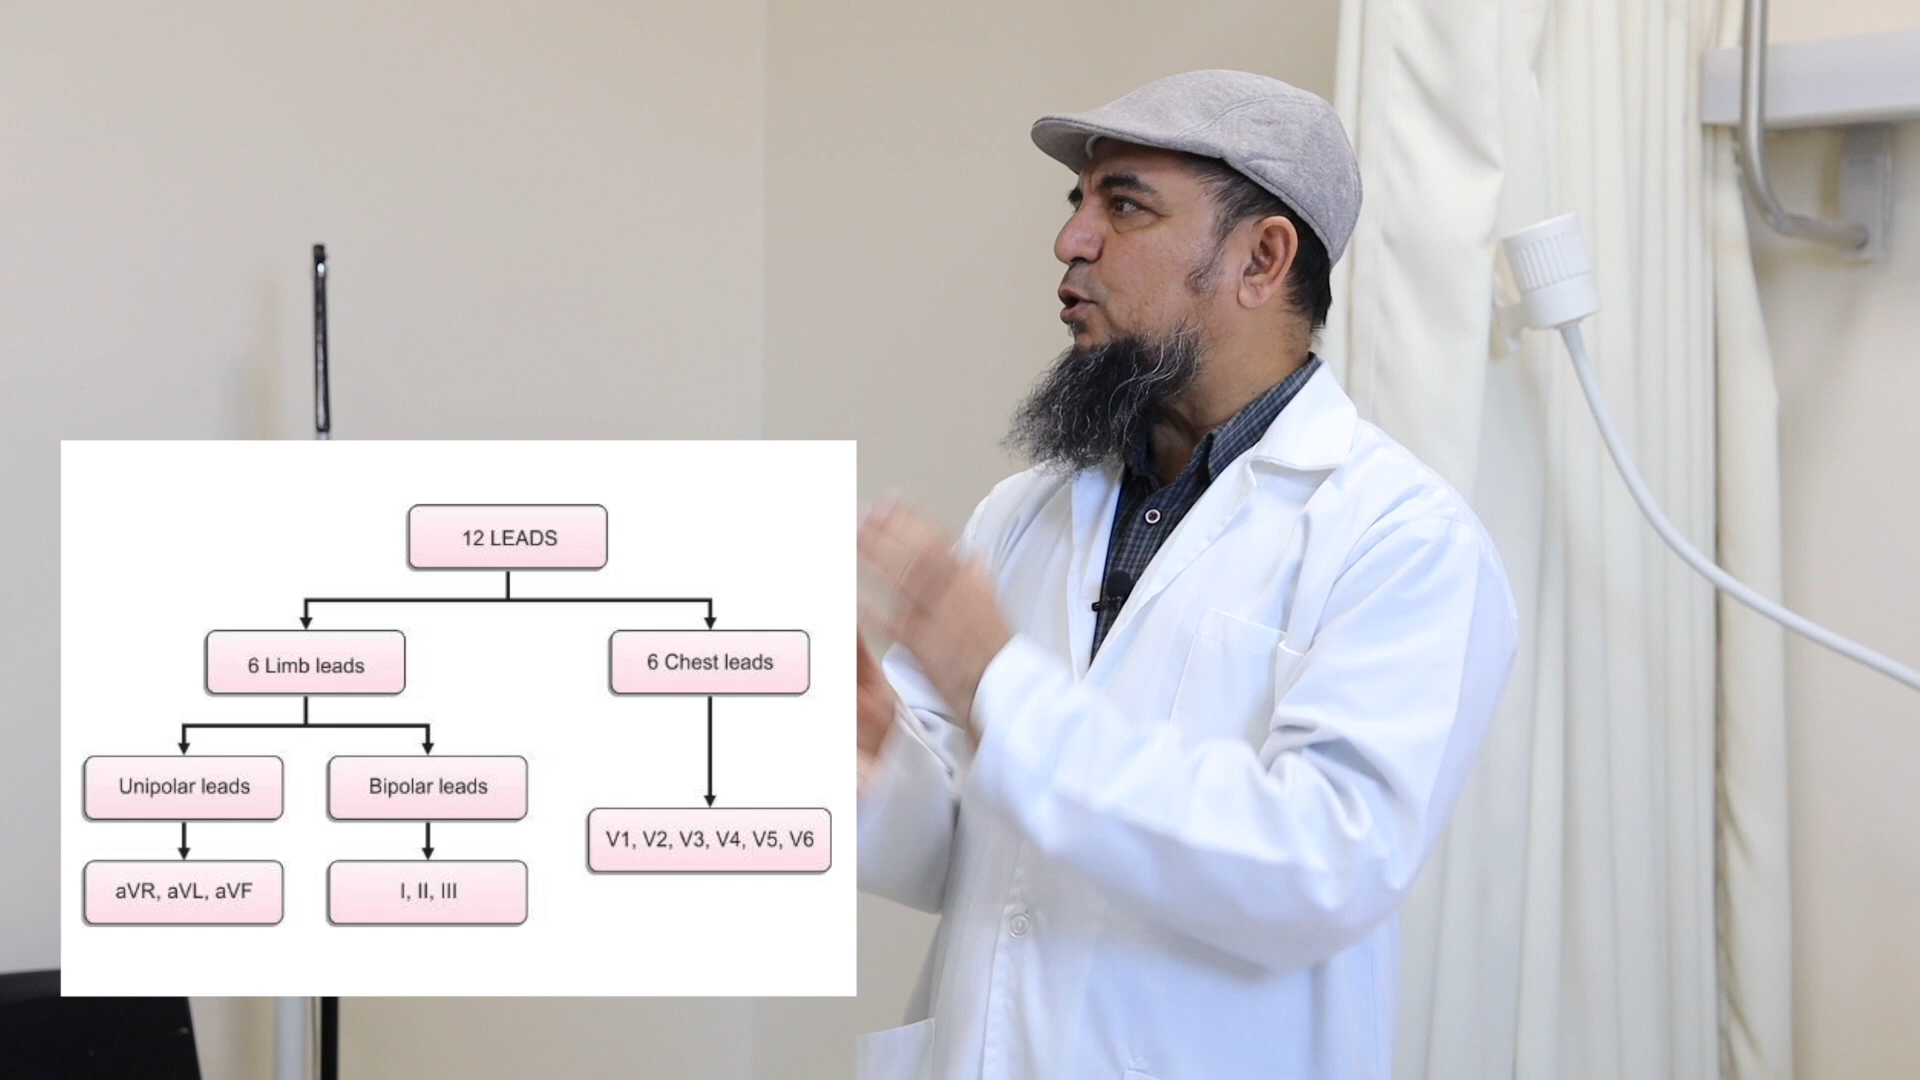 12 LEADS
6 Limb leads
6 Chest leads
Unipolar leads
Bipolar leads
V1, V2, V3, V4, V5, V6
aVR, aVL, aVF
I, II, III